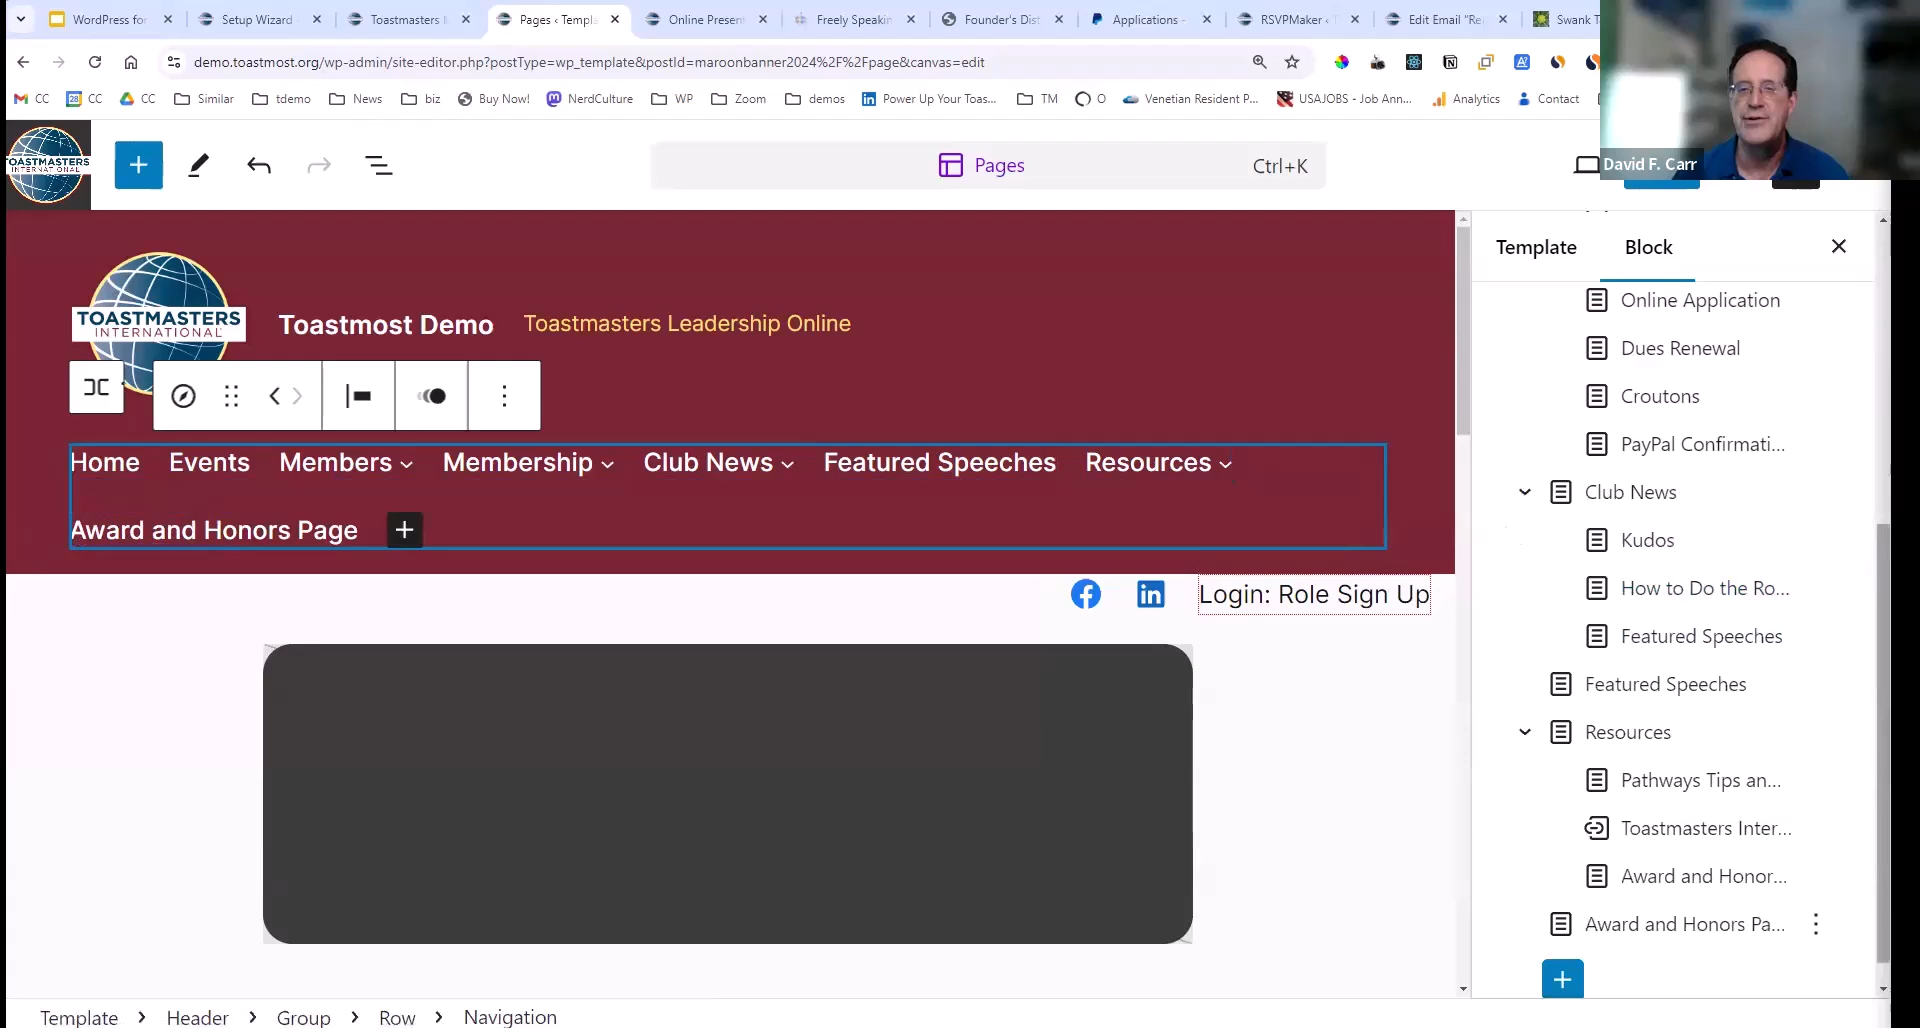 WordPress for
Setup Wizard
Toastmasters I
Pages ‹ Templa
Online Present
Freely Speakin
Founder's Dist
Applications -
RSVPMaker ‹ T
Edit Email "Re
Swank T
demo.toastmost.org/wp-admin/site-editor.php?postType=wp_template&postId=maroonbanner2024%2F%2Fpage&canvas=edit
CC
28
CC
CC
Similar
tdemo
News
biz
Buy Now!
NerdCulture
WP
Zoom
demos
Power Up Your Toas...
TM
O
Venetian Resident P...
USAJOBS - Job Ann...
Analytics
Contact
David F. Carr
TOASTMASTERS
INTERNATIONAL
Pages
Ctrl+K
Template
Block
TOASTMASTERS
INTERNATIONAL
Toastmost Demo
Toastmasters Leadership Online
Home
Events
Members
Membership
Club News
Featured Speeches
Resources
Award and Honors Page
Login: Role Sign Up
Online Application
Dues Renewal
Croutons
PayPal Confirmati...
Club News
Kudos
How to Do the Ro...
Featured Speeches
Featured Speeches
Resources
Pathways Tips an...
Toastmasters Inter...
Award and Honor...
Award and Honors Pa...
Template > Header > Group > Row > Navigation